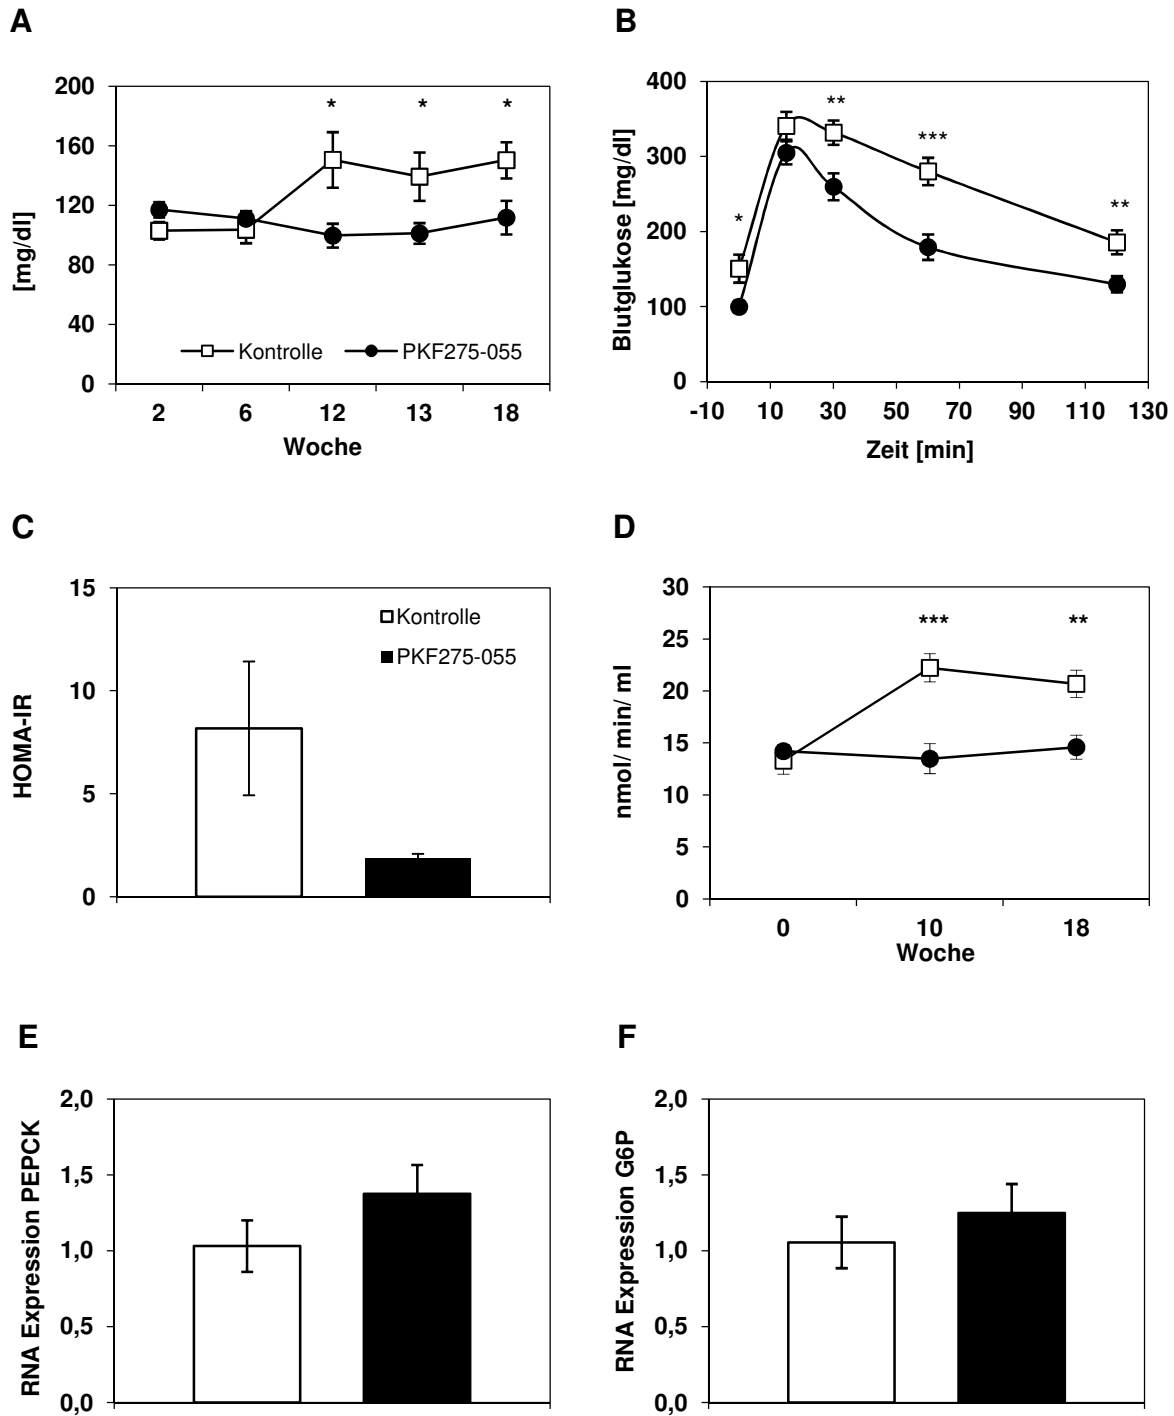 A
[mg/dl]
200
160
120
80
40
0
* * *
Kontrolle PKF275-055
2 6 12 13 18
Woche
B
Blutglukose [mg/dl]
400
300
200
100
0
* ** *** **
-10 10 30 50 70 90 110 130
Zeit [min]
C
HOMA-IR
15
10
5
0
Kontrolle
PKF275-055
D
nmol/ min/ ml
30
25
20
15
10
5
0
*** **
0 10 18
Woche
E
RNA Expression PEPCK
2,0
1,5
1,0
0,5
0,0
F
RNA Expression G6P
2,0
1,5
1,0
0,5
0,0